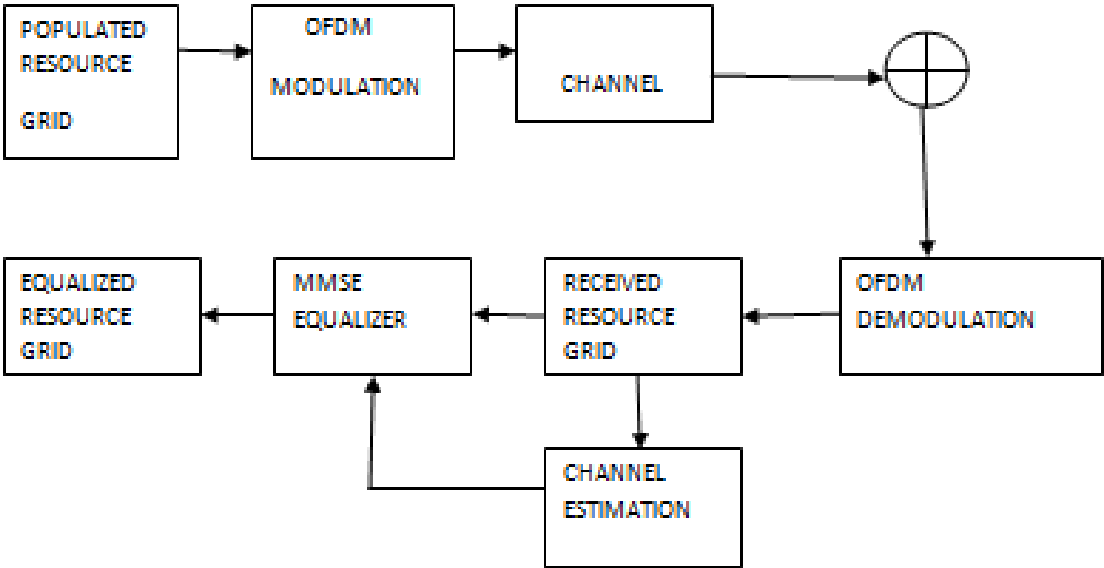 POPULATED
RESOURCE
GRID
OFDM
MODULATION
CHANNEL
EQUALIZED
RESOURCE
GRID
MMSE
EQUALIZER
RECEIVED
RESOURCE
GRID
OFDM
DEMODULATION
CHANNEL
ESTIMATION